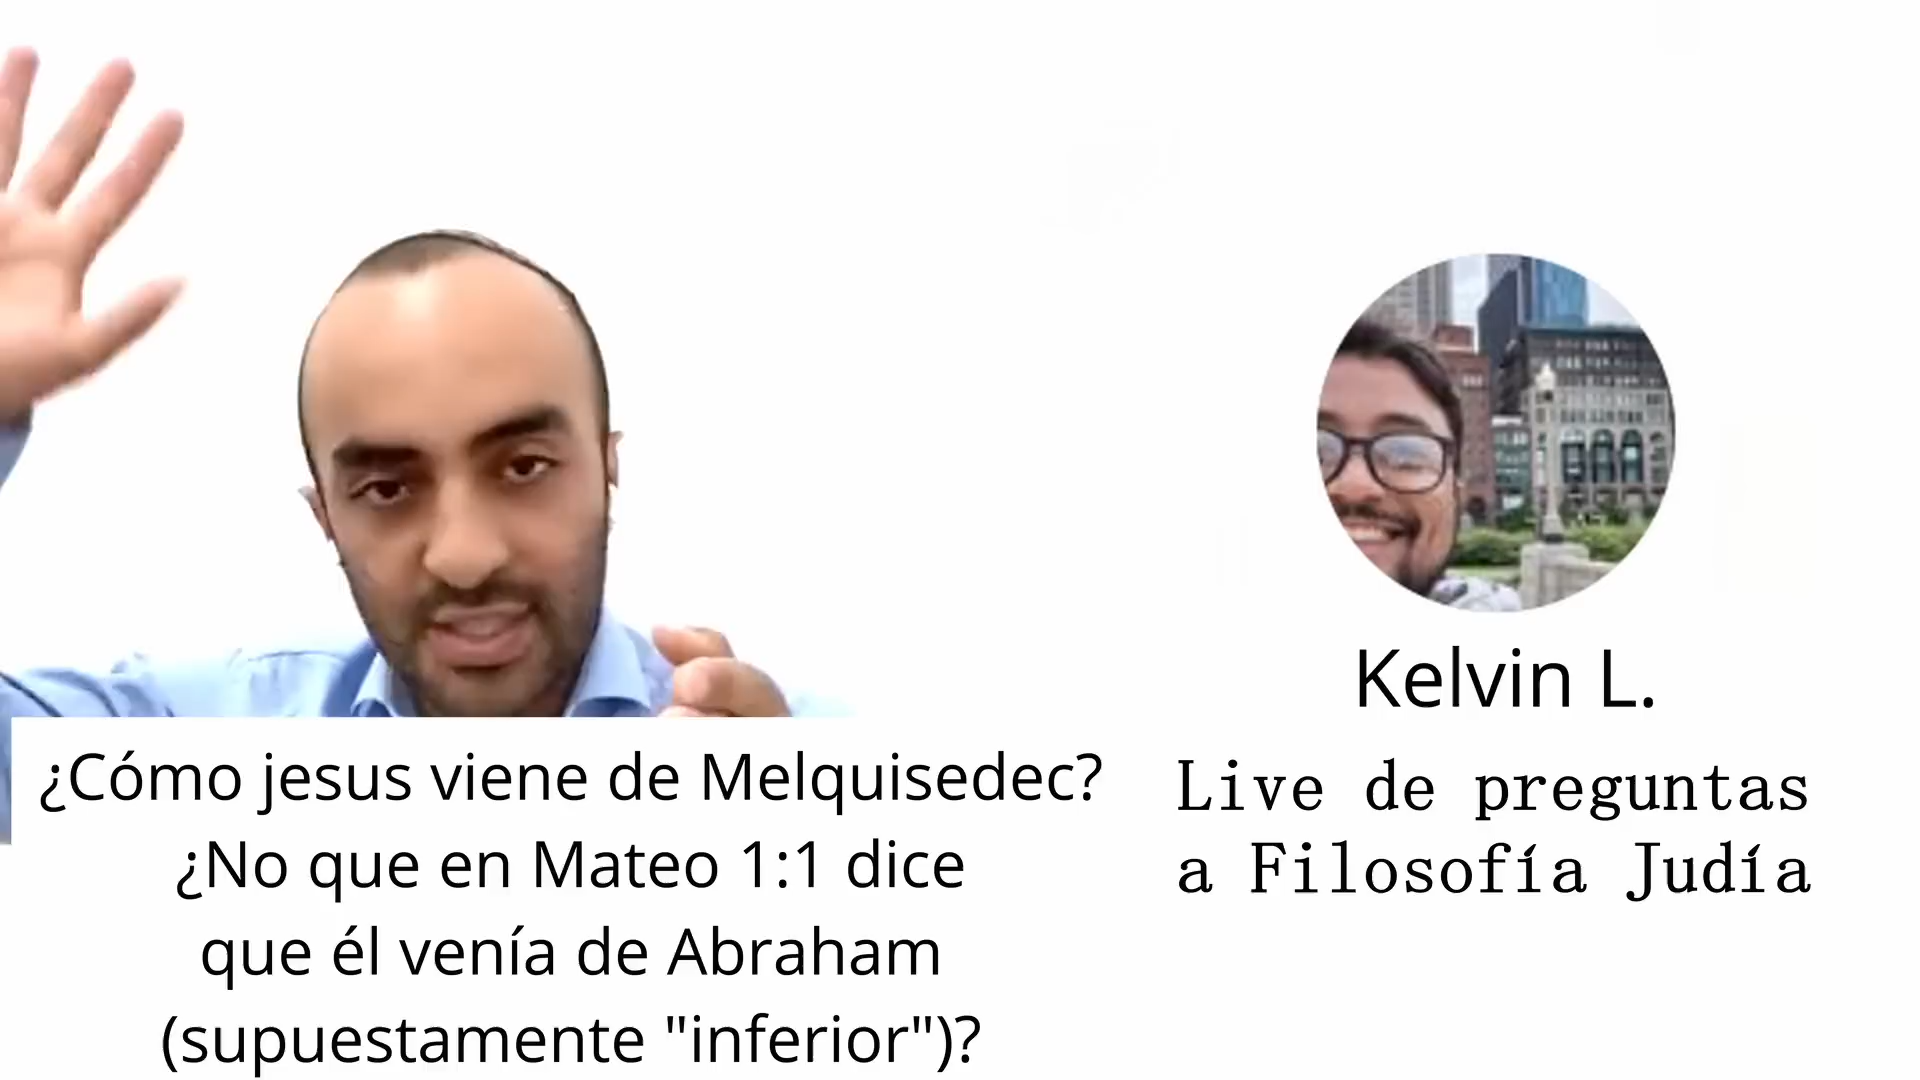 ¿Cómo jesus viene de Melquisedec?
¿No que en Mateo 1:1 dice
que él venía de Abraham
(supuestamente "inferior")?
Kelvin L.
Live de preguntas
a Filosofía Judía